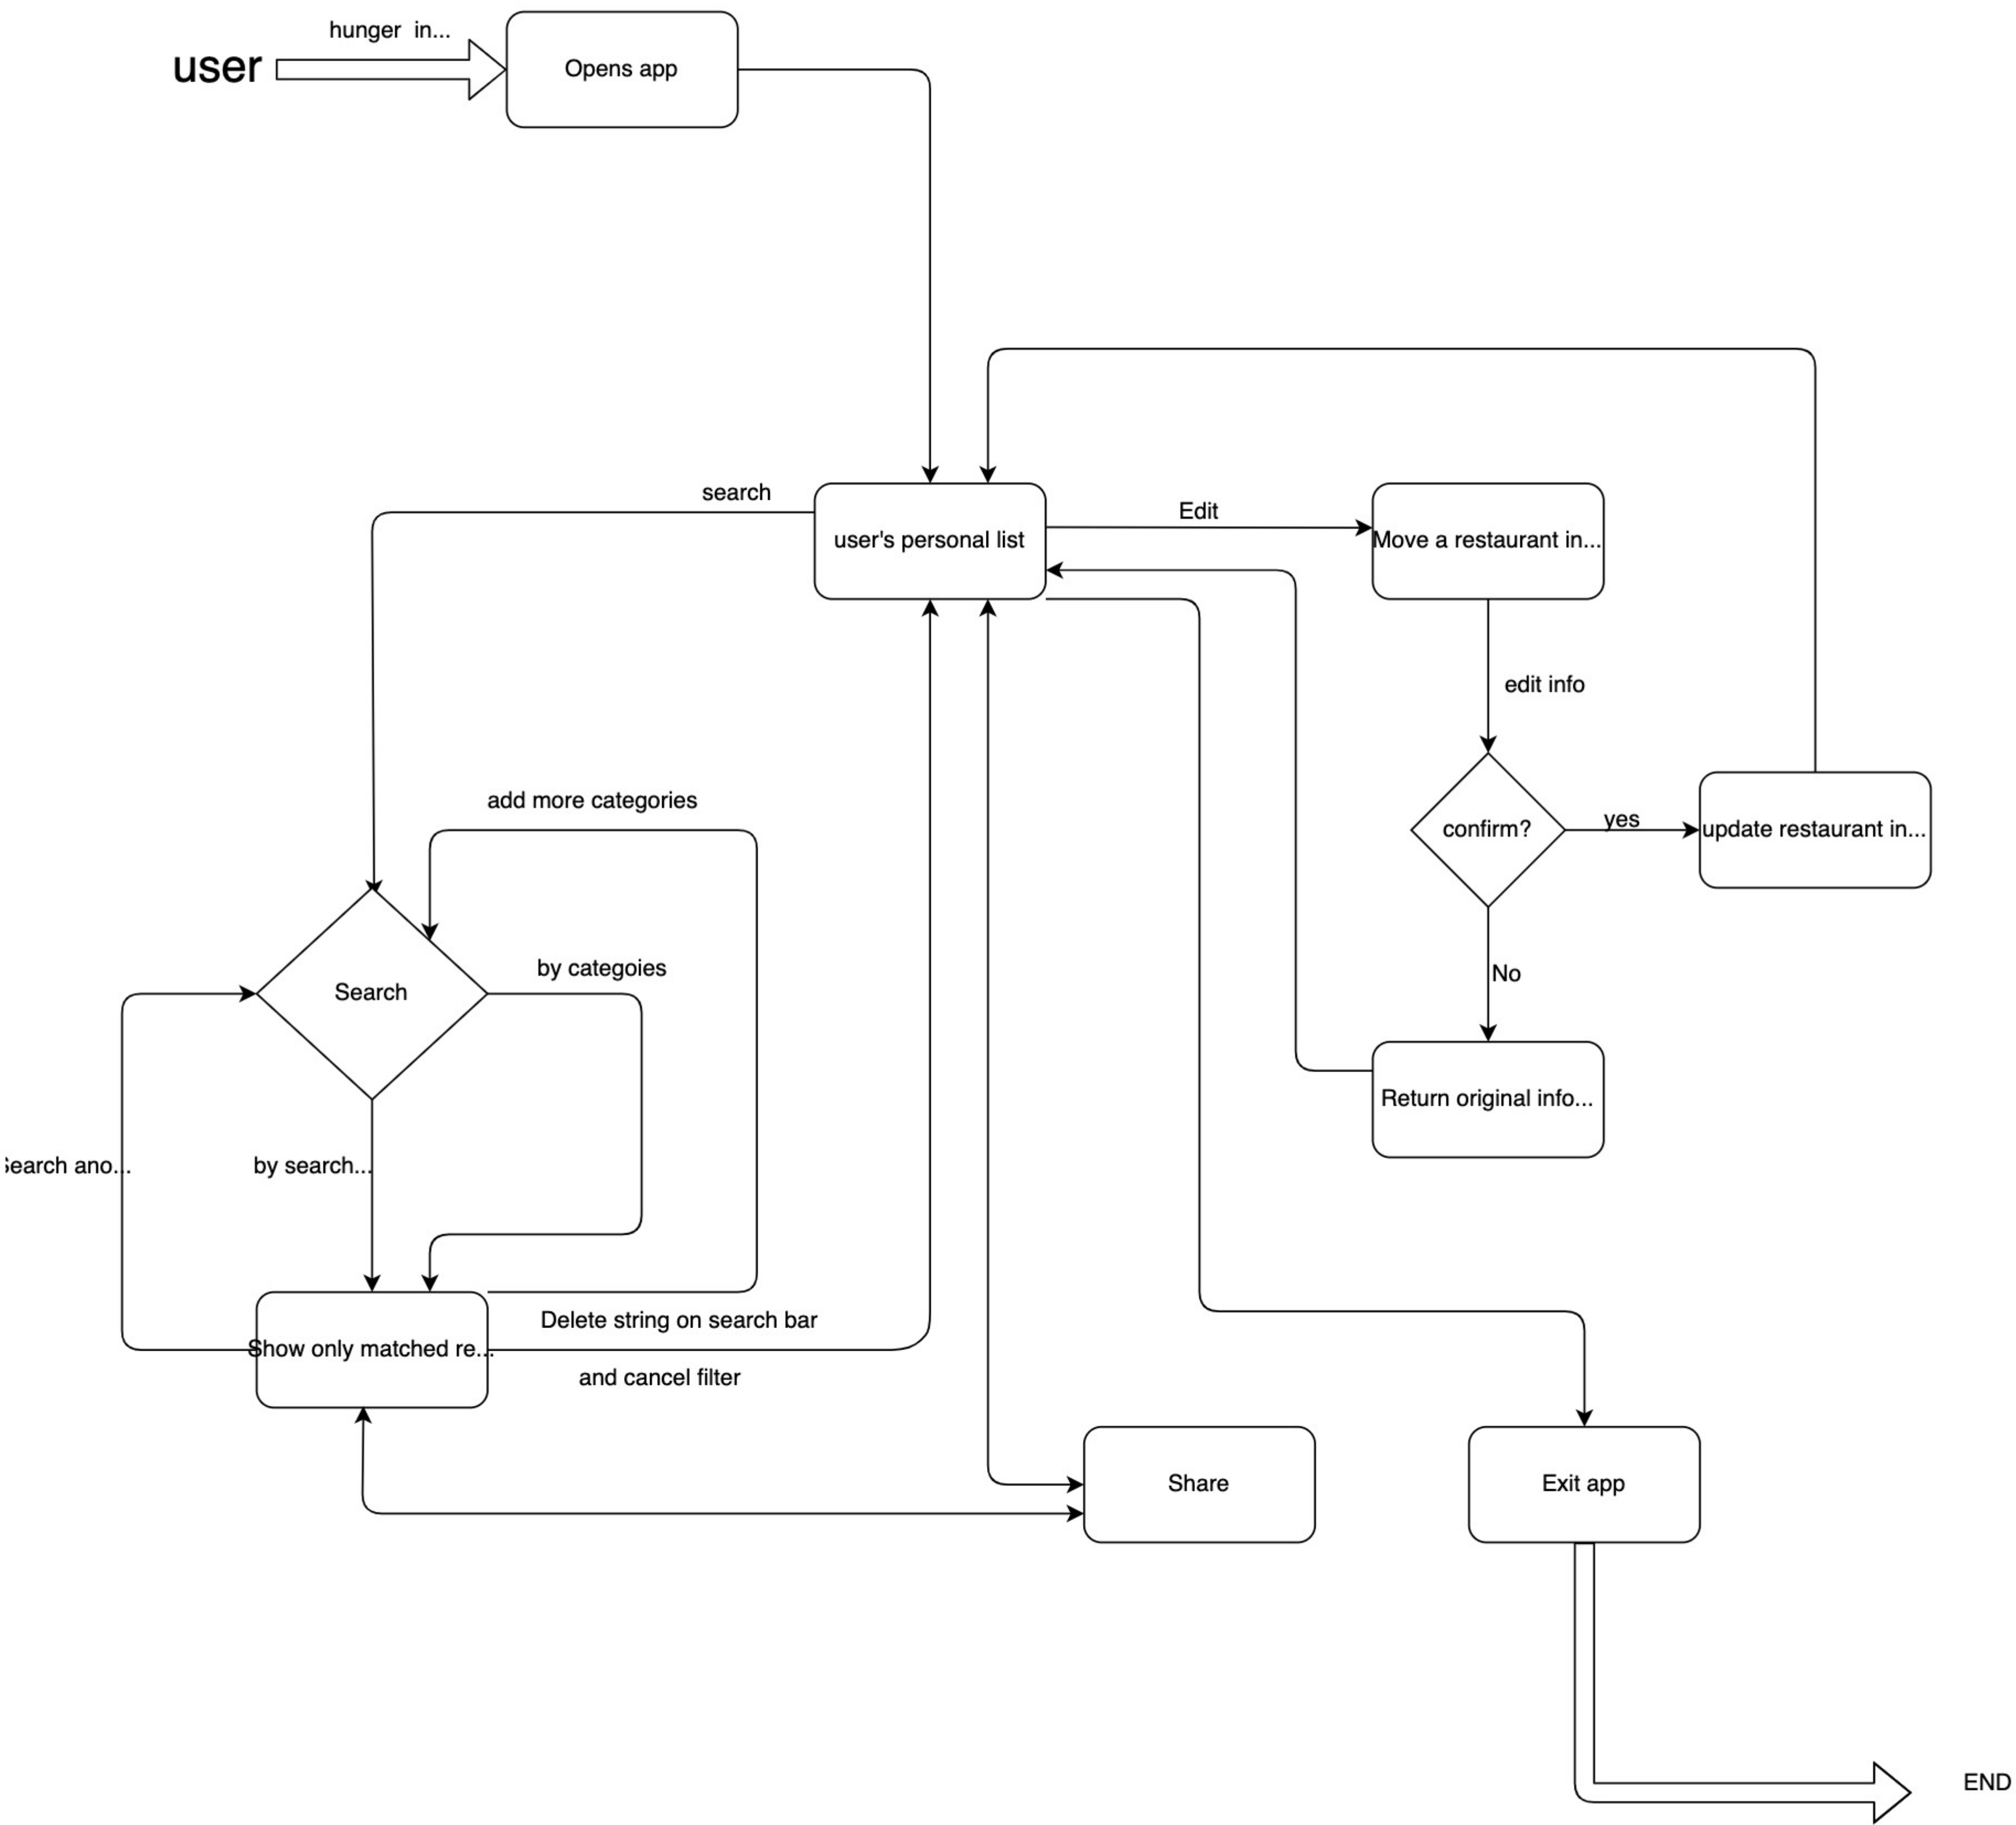 hunger  in...
user
Opens app
search
user's personal list
Edit
Move a restaurant in...
edit info
add more categories
confirm?
yes
update restaurant in...
by categoies
Search
No
Return original info...
Search ano...
by search...
Delete string on search bar
Show only matched re...
and cancel filter
Share
Exit app
END